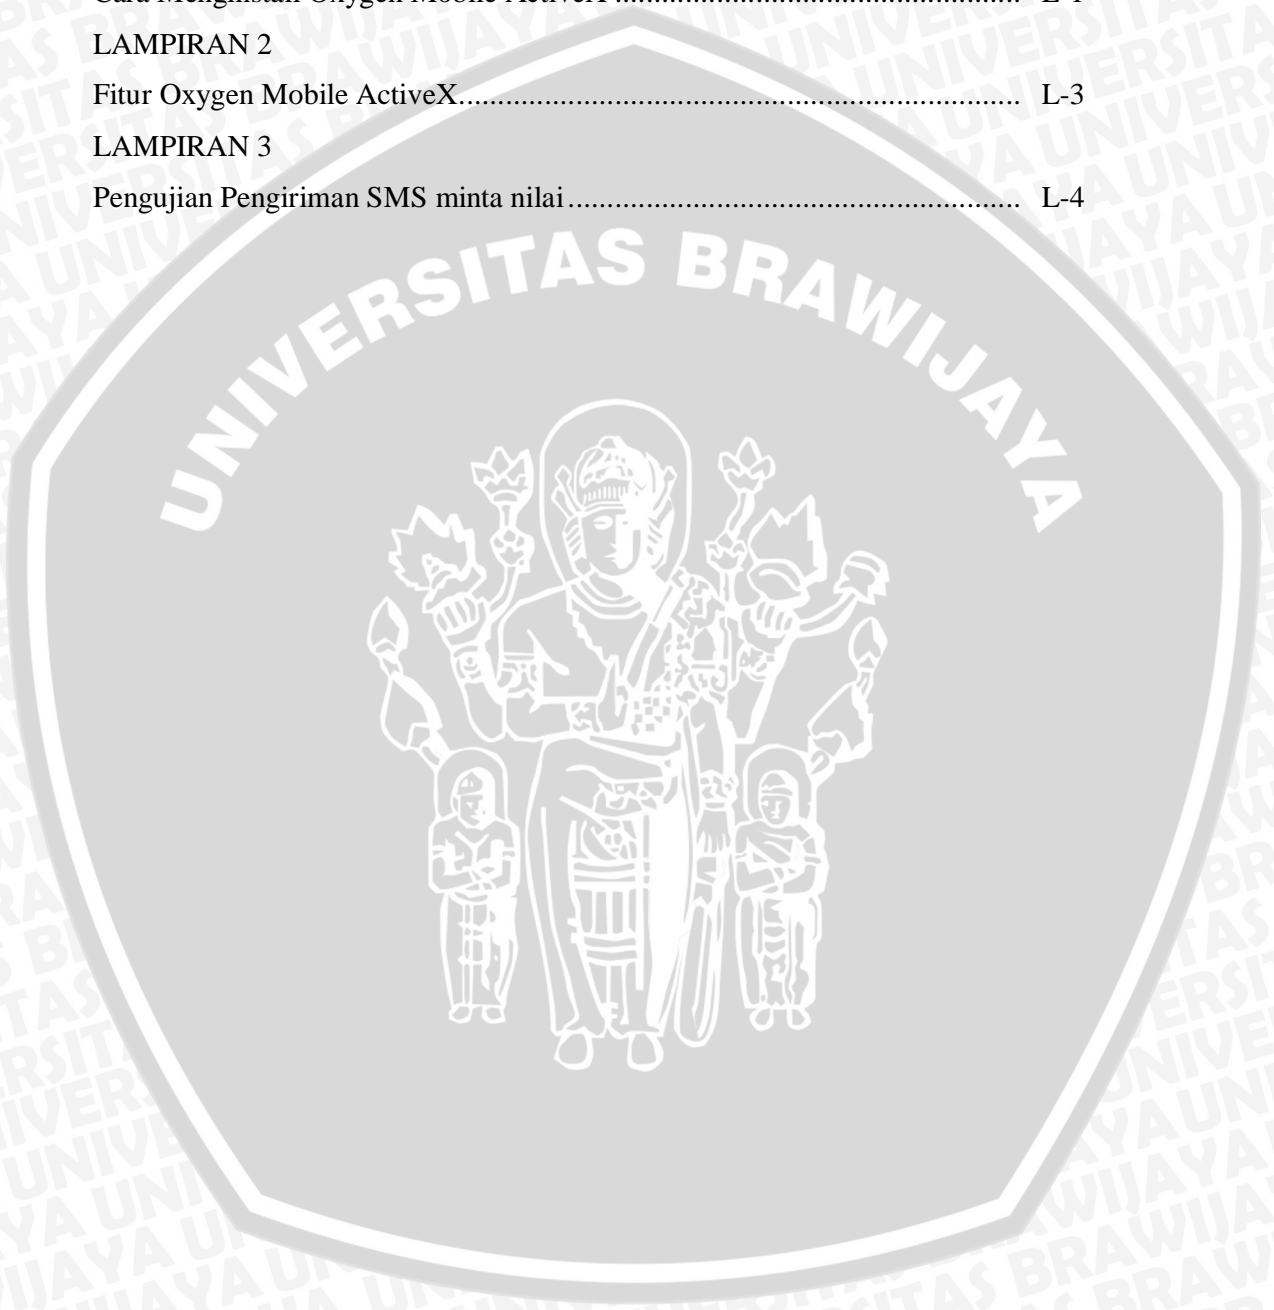 LAMPIRAN 2
Fitur Oxygen Mobile ActiveX...................................................................... L-3
LAMPIRAN 3
Pengujian Pengiriman SMS minta nilai........................................................ L-4
UNIVERSITAS BRAWIJAYA